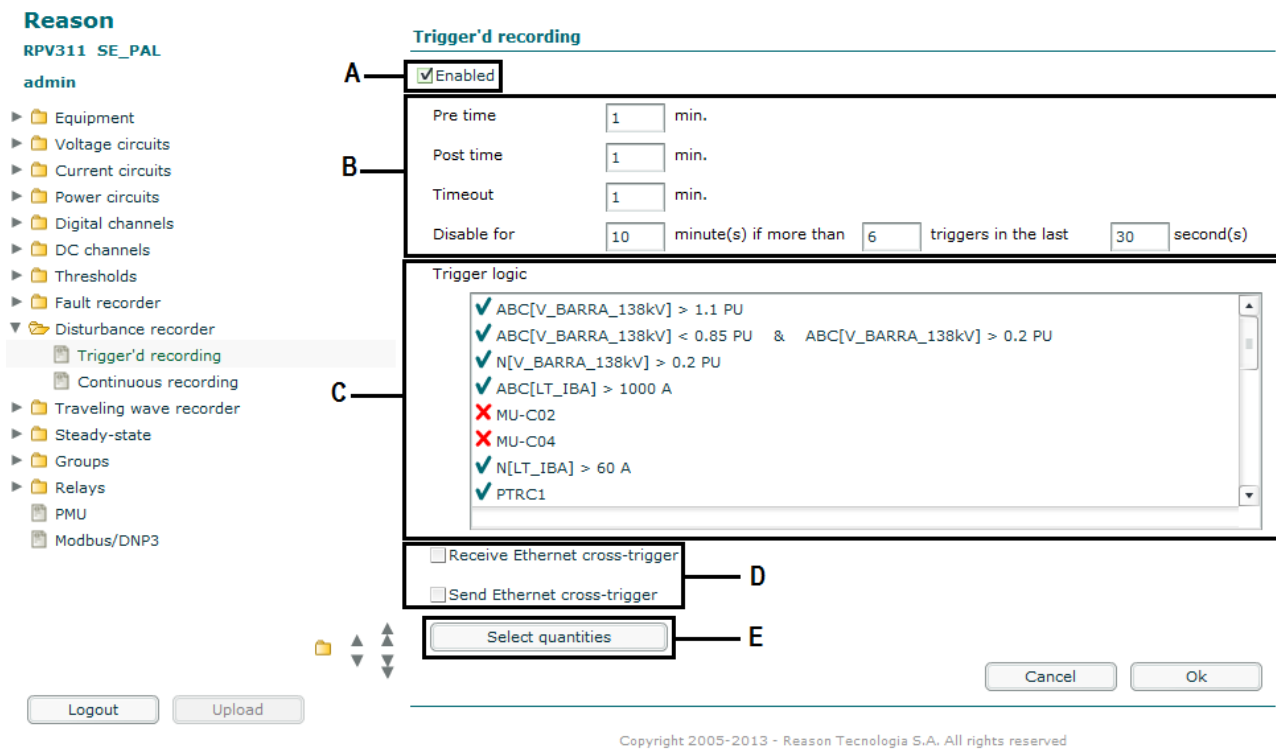 Reason
RPV311 SE_PAL
admin
Equipment
Voltage circuits
Current circuits
Power circuits
Digital channels
DC channels
Thresholds
Fault recorder
Disturbance recorder
Trigger'd recording
Continuous recording
Traveling wave recorder
Steady-state
Groups
Relays
PMU
Modbus/DNP3
Logout Upload
Trigger'd recording
A
Enabled
B
Pre time 1 min.
Post time 1 min.
Timeout 1 min.
Disable for 10 minute(s) if more than 6 triggers in the last 30 second(s)
C
Trigger logic
ABC[V_BARRA_138kV] > 1.1 PU
ABC[V_BARRA_138kV] < 0.85 PU & ABC[V_BARRA_138kV] > 0.2 PU
N[V_BARRA_138kV] > 0.2 PU
ABC[LT_IBA] > 1000 A
MU-C02
MU-C04
N[LT_IBA] > 60 A
PTRC1
Receive Ethernet cross-trigger
D
Send Ethernet cross-trigger
Select quantities E
Cancel Ok
Copyright 2005-2013 - Reason Tecnologia S.A. All rights reserved